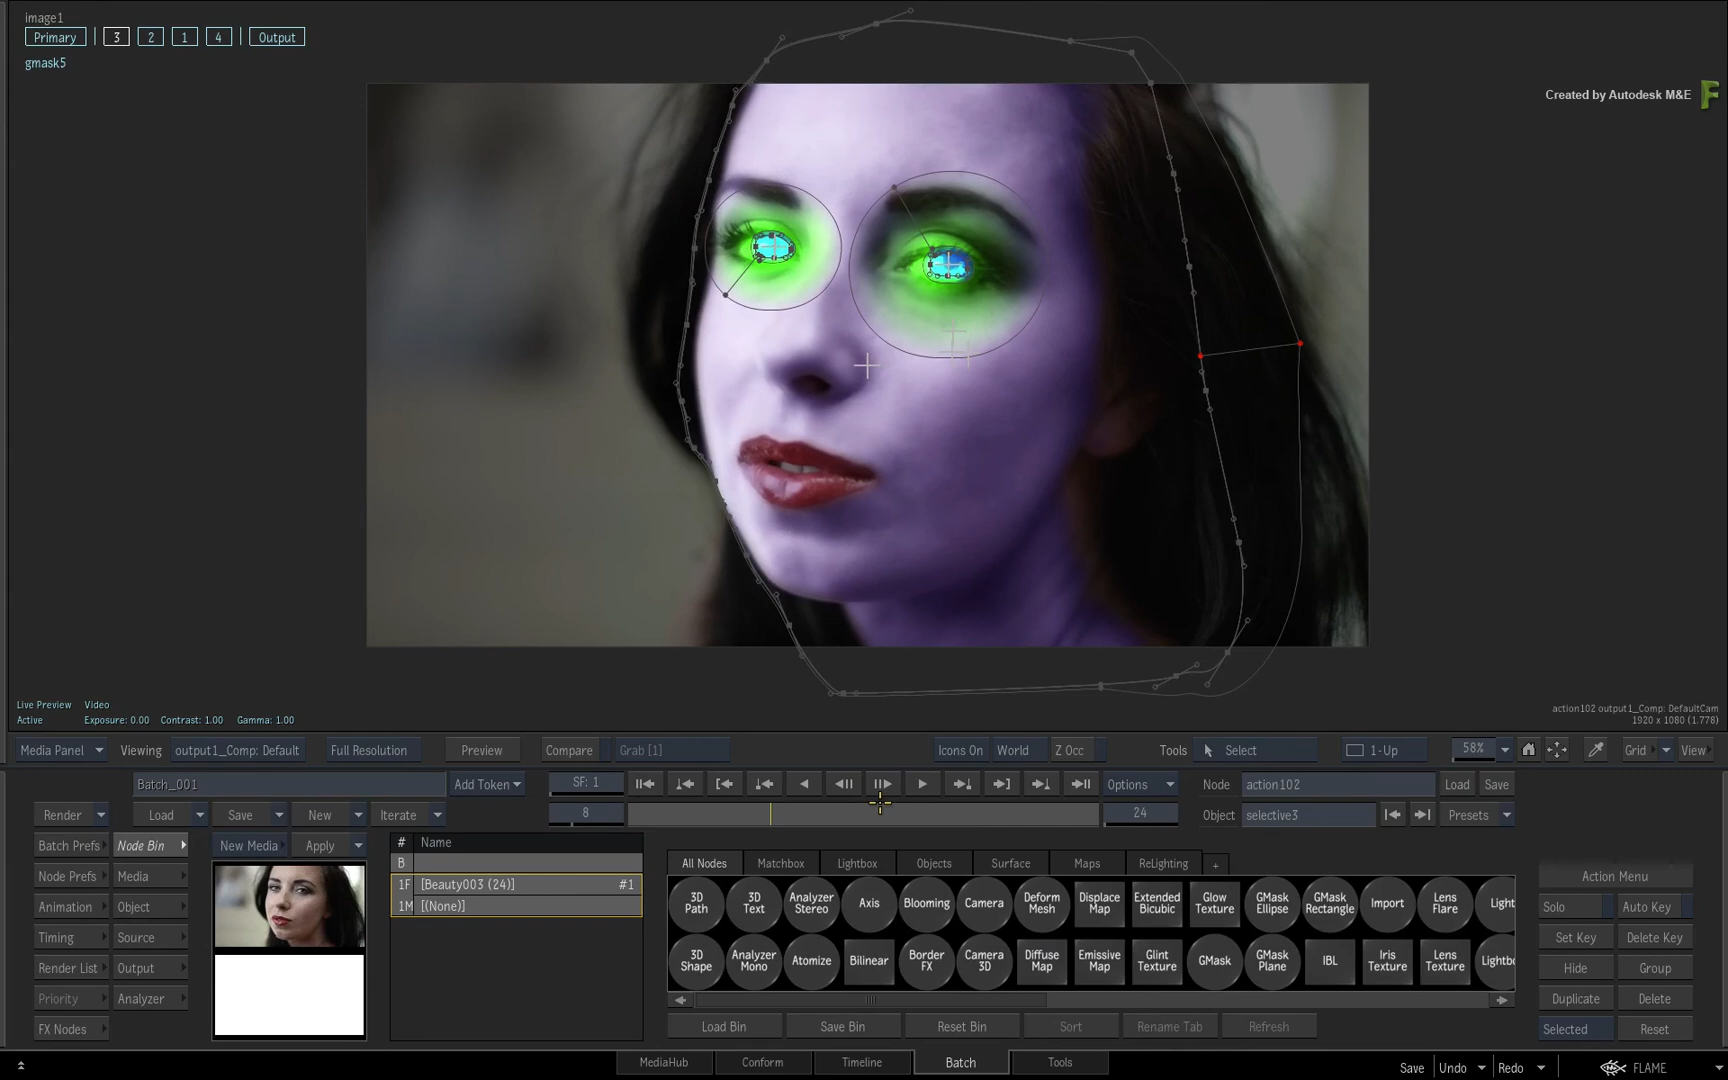 image1
Primary 3 2 1 4 Output
gmask5
Created by Autodesk M&E
Live Preview Video
Active Exposure: 0.00 Contrast: 1.00 Gamma: 1.00
action102 output1_Comp: DefaultCam
1920 x 1080 (1.778)
Media Panel Viewing output1_Comp: Default Full Resolution Preview Compare Grab [1] Icons On World Z Occ Tools Select 1-Up 58% Grid View
Batch_001 Add Token SF: 1 Options Node action102 Load Save
Render Load Save New Iterate 8 24 Object selective3 Presets
Batch Prefs Node Bin New Media Apply # Name
B
All Nodes Matchbox Lightbox Objects Surface Maps ReLighting +
Node Prefs Media 1F [Beauty003 (24)] #1 Action Menu
Animation Object 1M [(None)] 3D Path 3D Text Analyzer Stereo Axis Blooming Camera Deform Mesh Displace Map Extended Bicubic Glow Texture GMask Ellipse GMask Rectangle Import Lens Flare Light Solo Auto Key
Timing Source Set Key Delete Key
Render List Output 3D Shape Analyzer Mono Atomize Bilinear Border FX Camera 3D Diffuse Map Emissive Map Glint Texture GMask GMask Plane IBL Iris Texture Lens Texture Lightbo Hide Group
Priority Analyzer Duplicate Delete
FX Nodes Load Bin Save Bin Reset Bin Sort Rename Tab Refresh Selected Reset
MediaHub Conform Timeline Batch Tools Save Undo Redo FLAME